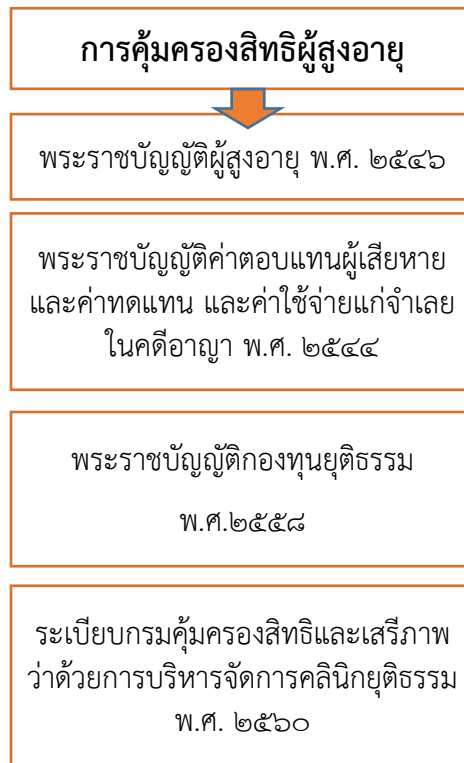 การคุ้มครองสิทธิผู้สูงอายุ
พระราชบัญญัติผู้สูงอายุ พ.ศ. ๒๕๔๖
พระราชบัญญัติค่าตอบแทนผู้เสียหาย
และค่าทดแทน และค่าใช้จ่ายแก่จำเลย
ในคดีอาญา พ.ศ. ๒๕๔๔
พระราชบัญญัติกองทุนยุติธรรม
พ.ศ.๒๕๕๘
ระเบียบกรมคุ้มครองสิทธิและเสรีภาพ
ว่าด้วยการบริหารจัดการคลินิกยุติธรรม
พ.ศ. ๒๕๖๐